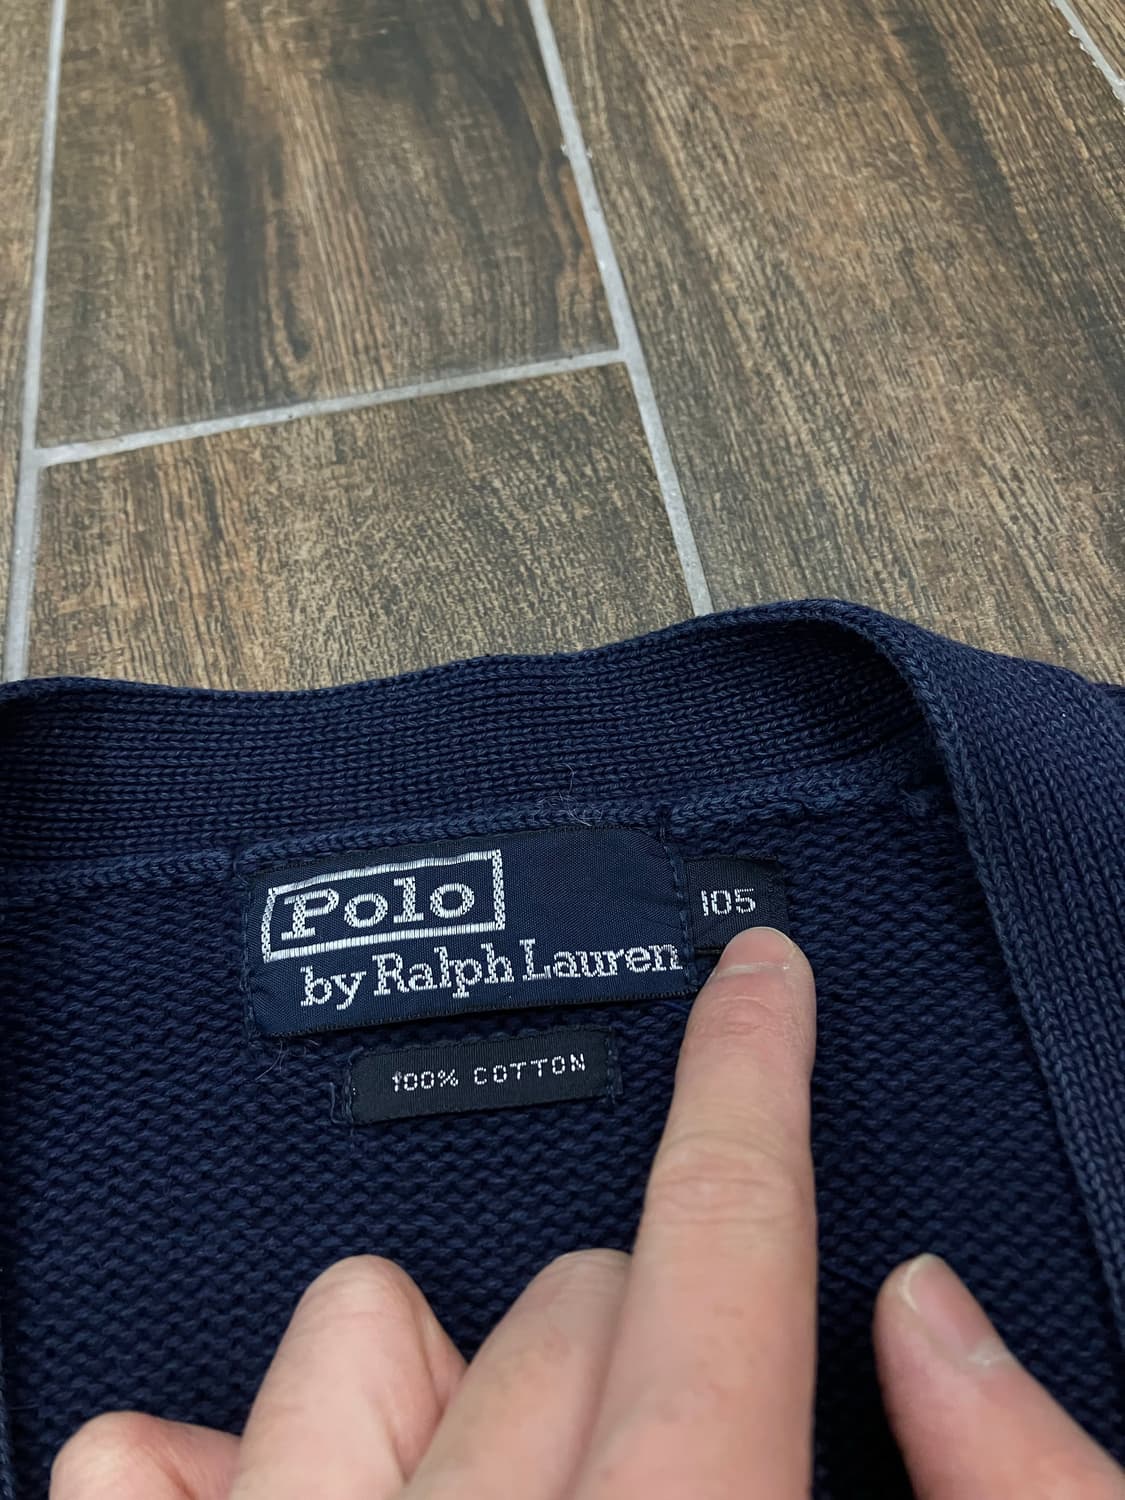 Polo
by Ralph Lauren
105
100% COTTON